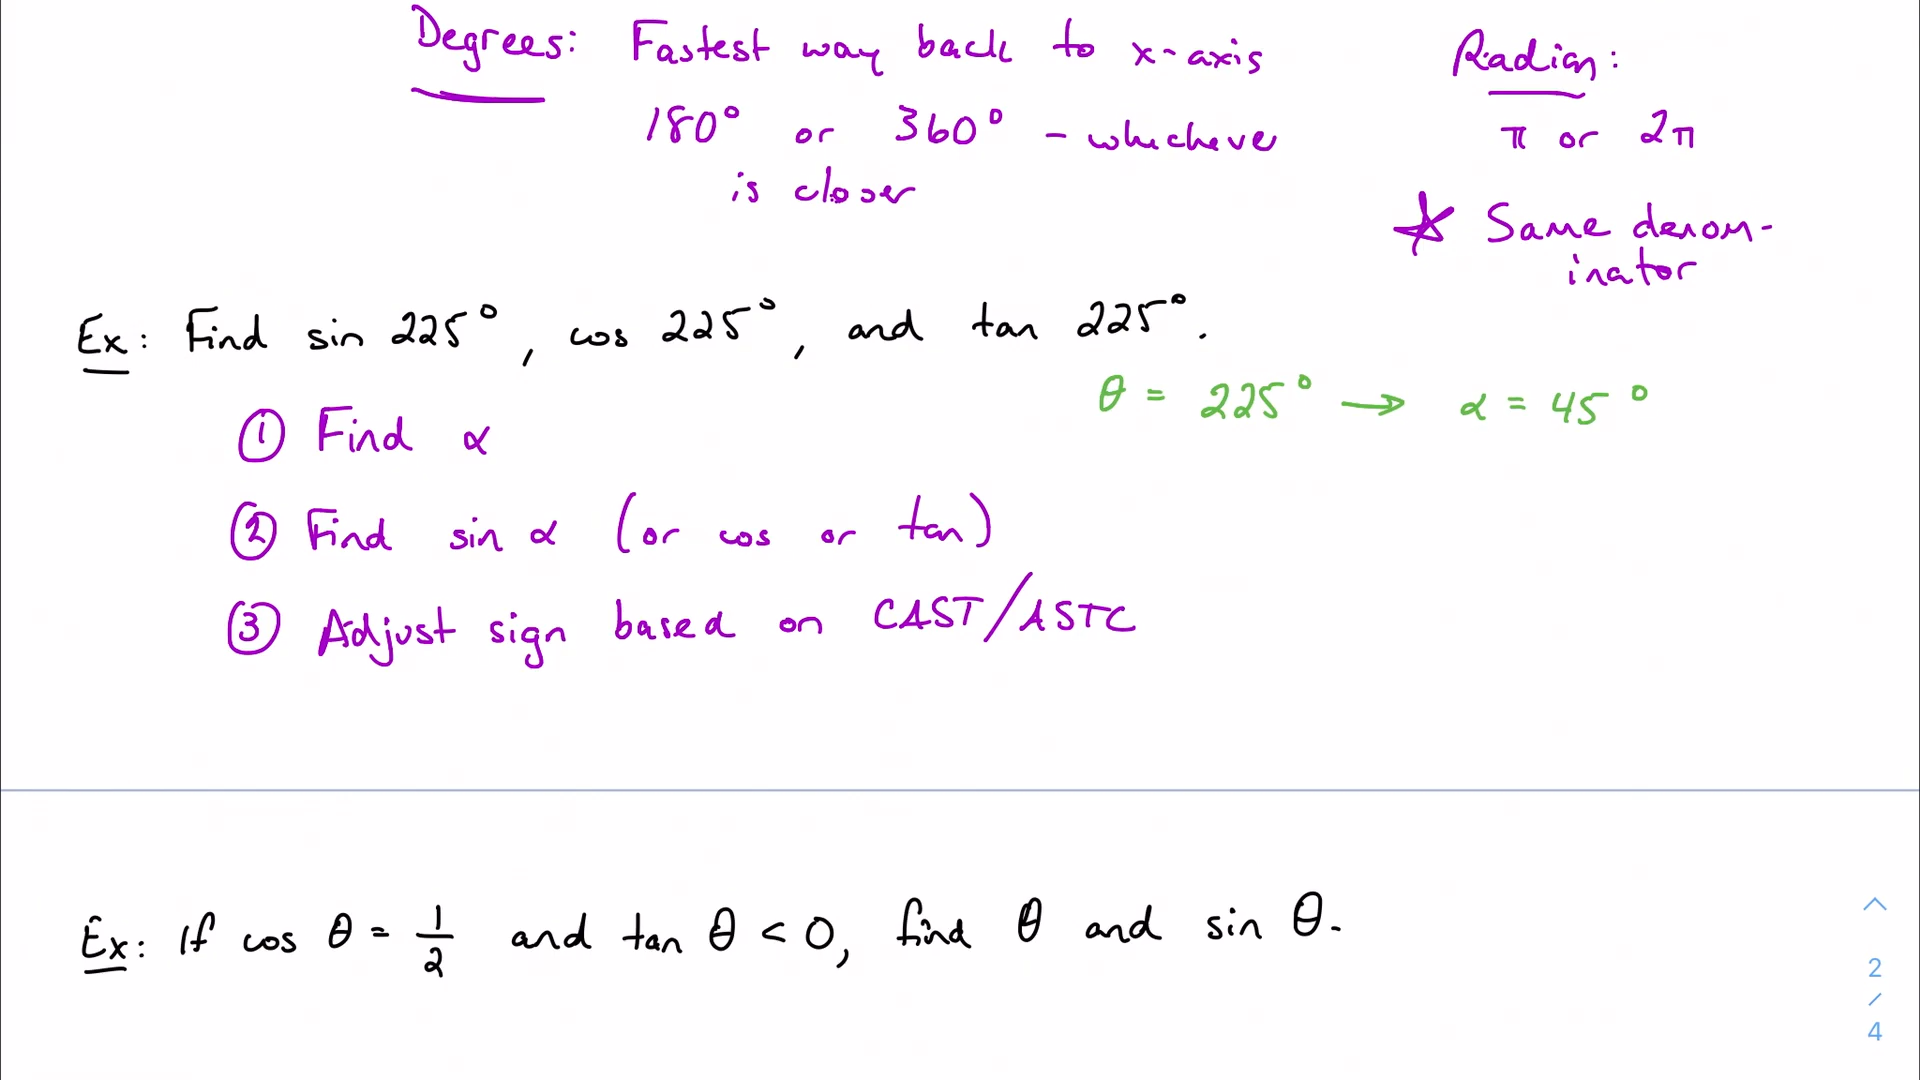 Degrees: Fastest way back to x-axis
180° or 360° - whicheve
is closer
Radian:
π or 2π
☆ Same denom-
inator
Ex: Find sin 225°, cos 225°, and tan 225°.
θ = 225° → α = 45°
① Find α
② Find sin α (or cos or tan)
③ Adjust sign based on CAST/ASTC
Ex: If cos θ = 1/2 and tan θ < 0, find θ and sin θ.
2
/
4